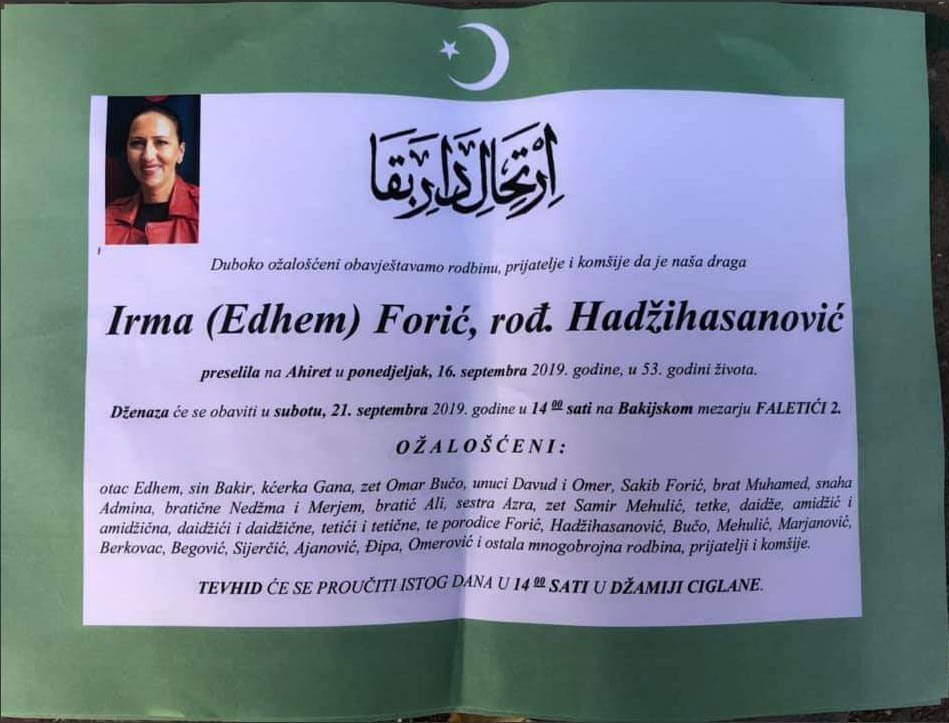 اِرْتِحَالِ دَارِ بَقَا
Duboko ožalošćeni obavještavamo rodbinu, prijatelje i komšije da je naša draga
Irma (Edhem) Forić, rođ. Hadžihasanović
preselila na Ahiret u ponedjeljak, 16. septembra 2019. godine, u 53. godini života.
Dženaza će se obaviti u subotu, 21. septembra 2019. godine u 14 00 sati na Bakijskom mezarju FALETIĆI 2.
OŽALOŠĆENI:
otac Edhem, sin Bakir, kćerka Gana, zet Omar Bučo, unuci Davud i Omer, Sakib Forić, brat Muhamed, snaha
Admina, bratične Nedžma i Merjem, bratić Ali, sestra Azra, zet Samir Mehulić, tetke, daidže, amidžić i
amidžična, daidžići i daidžične, tetići i tetične, te porodice Forić, Hadžihasanović, Bučo, Mehulić, Marjanović,
Berkovac, Begović, Sijerčić, Ajanović, Đipa, Omerović i ostala mnogobrojna rodbina, prijatelji i komšije.
TEVHID ĆE SE PROUČITI ISTOG DANA U 14 00 SATI U DŽAMIJI CIGLANE.